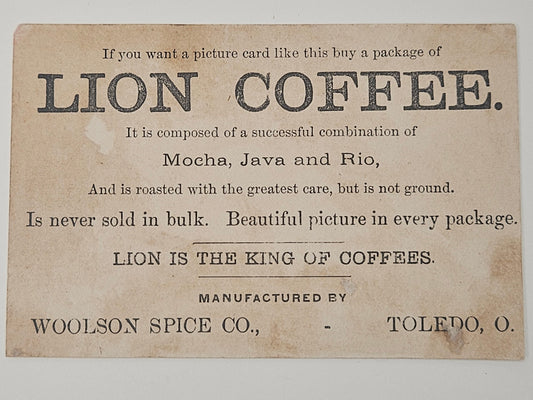 If you want a picture card like this buy a package of
LION COFFEE.
It is composed of a successful combination of
Mocha, Java and Rio,
And is roasted with the greatest care, but is not ground.
Is never sold in bulk. Beautiful picture in every package.
LION IS THE KING OF COFFEES.
MANUFACTURED BY
WOOLSON SPICE CO., - TOLEDO, O.